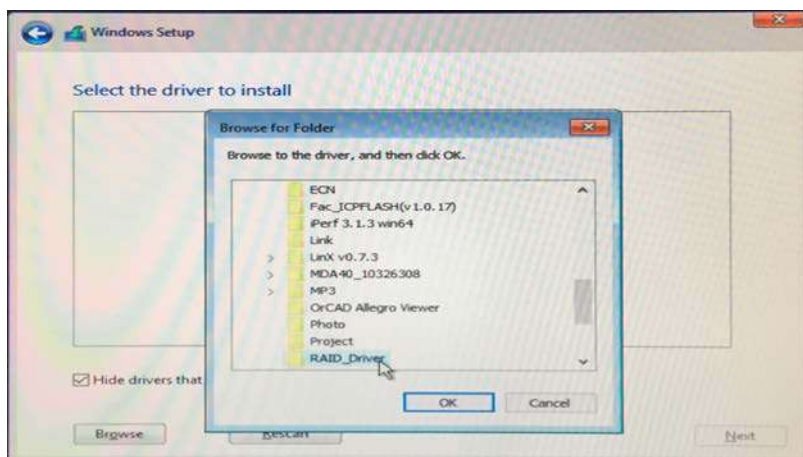 Windows Setup
Select the driver to install
Browse for Folder
Browse to the driver, and then click OK.
ECN
Fac_ICPFLASH(v1.0.17)
iPerf 3.1.3 win64
Link
LinX v0.7.3
MDA40_10326308
MP3
OrCAD Allegro Viewer
Photo
Project
RAID_Driver
Hide drivers that
OK
Cancel
Browse
Rescan
Next